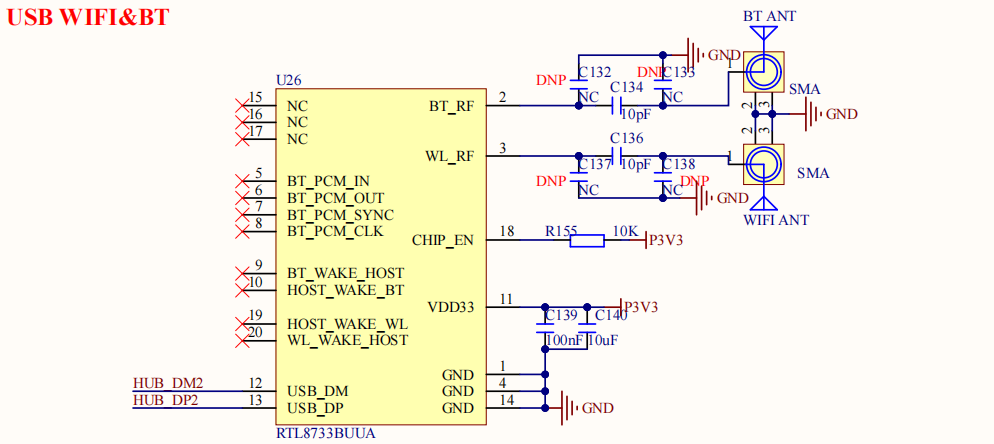 USB WIFI&BT
BT ANT
GND
DNP C132 DNP C133
1
U26
C134
SMA
15 NC BT_RF 2 NC 10pF NC
2 3
16 NC
GND
17 NC
2 3
C136
WL_RF 3 10pF
1
C137 C138
SMA
5 BT_PCM_IN DNP NC NC DNP
6 BT_PCM_OUT
GND
7 BT_PCM_SYNC
WIFI ANT
8 BT_PCM_CLK
CHIP_EN 18 R155 10K P3V3
9 BT_WAKE_HOST
10 HOST_WAKE_BT
VDD33 11 P3V3
C139 C140
19 HOST_WAKE_WL
20 WL_WAKE_HOST 100nF 10uF
GND 1
HUB_DM2 12 USB_DM GND 4
HUB_DP2 13 USB_DP GND 14 GND
RTL8733BUUA